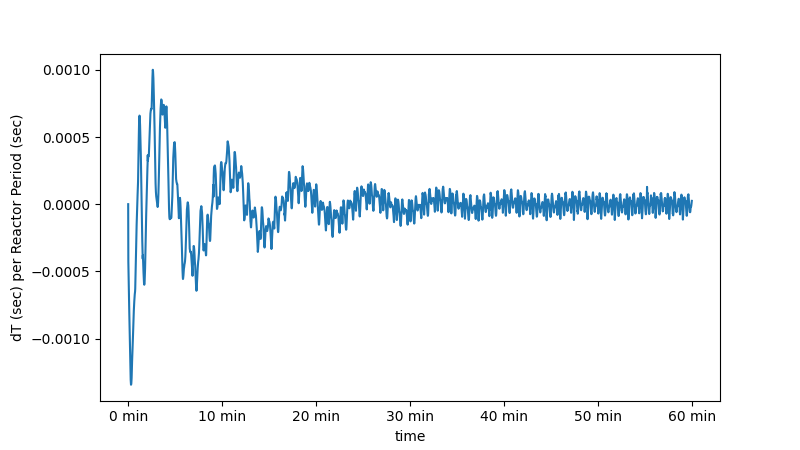 0.0010
0.0005
0.0000
−0.0005
−0.0010
dT (sec) per Reactor Period (sec)
0 min 10 min 20 min 30 min 40 min 50 min 60 min
time